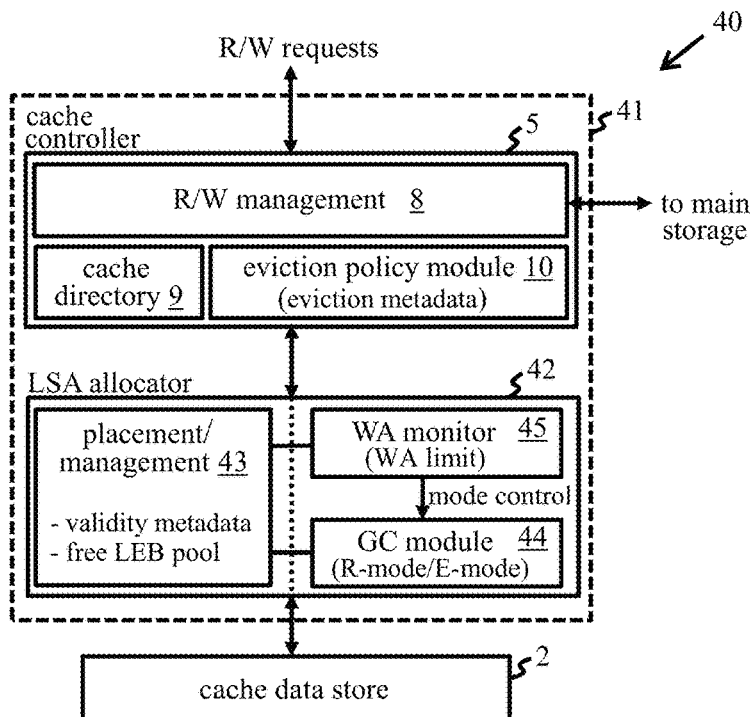 40
R/W requests
41
cache
controller
5
R/W management 8
to main
storage
cache
directory 9
eviction policy module 10
(eviction metadata)
LSA allocator
42
placement/
management 43
- validity metadata
- free LEB pool
WA monitor 45
(WA limit)
mode control
GC module 44
(R-mode/E-mode)
2
cache data store